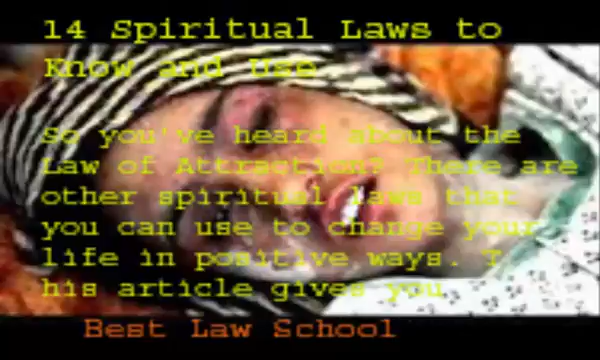 14 Spiritual Laws to
Know and Use
So you've heard about the
Law of Attraction? There are
other spiritual laws that
you can use to change your
life in positive ways. T
his article gives you
Best Law School